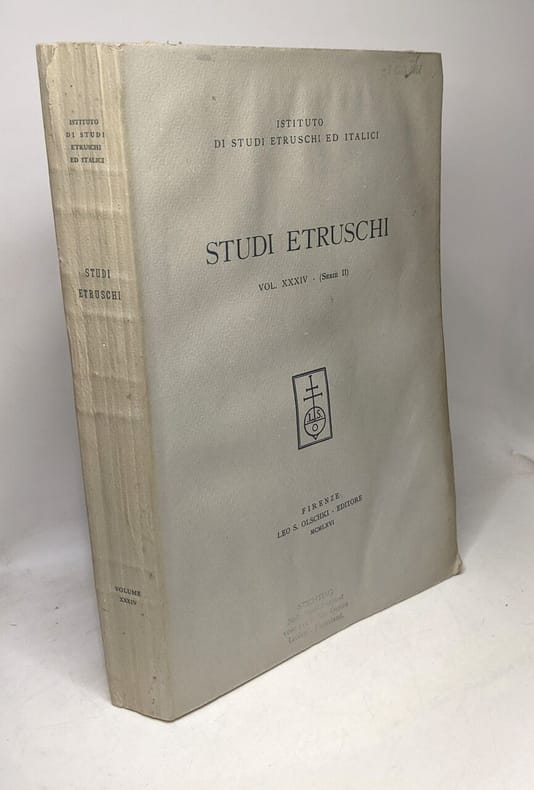 ISTITUTO
DI STUDI
ETRUSCHI
ED ITALICI
STUDI
ETRUSCHI
VOLUME
XXXIV
ISTITUTO
DI STUDI ETRUSCHI ED ITALICI
STUDI ETRUSCHI
VOL. XXXIV - (Serie II)
L S
O
FIRENZE
LEO S. OLSCHKI - EDITORE
MCMLXVI
STICHTING